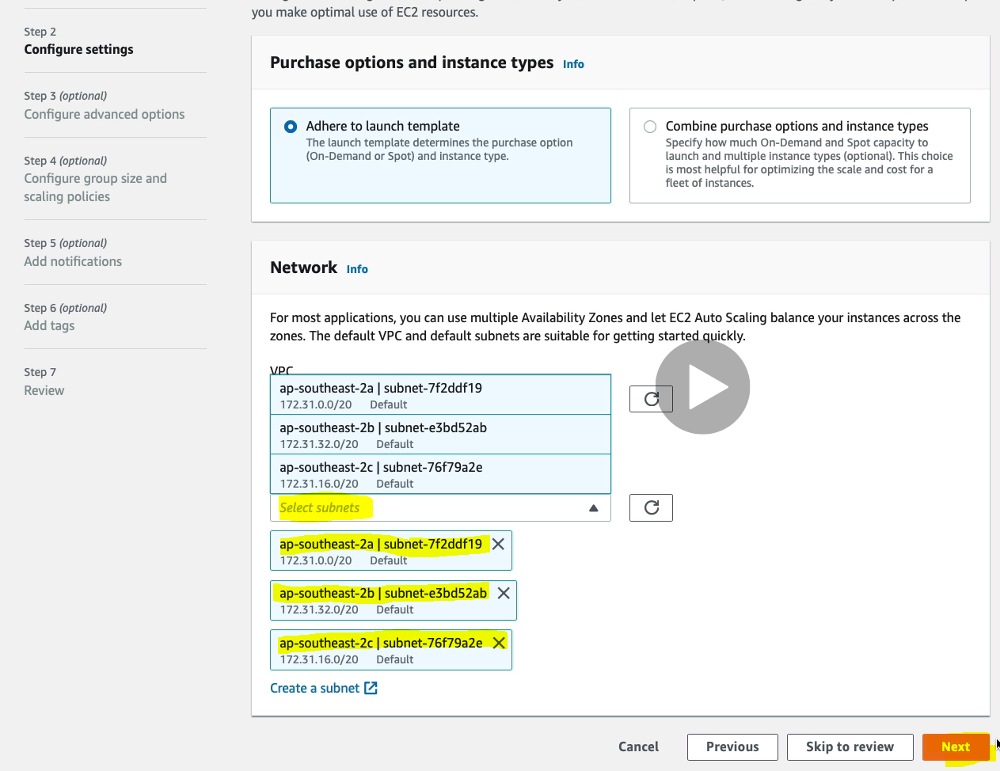 you make optimal use of EC2 resources.
Step 2
Configure settings
Step 3 (optional)
Configure advanced options
Step 4 (optional)
Configure group size and
scaling policies
Step 5 (optional)
Add notifications
Step 6 (optional)
Add tags
Step 7
Review
Purchase options and instance types Info
Adhere to launch template
The launch template determines the purchase option
(On-Demand or Spot) and instance type.
Combine purchase options and instance types
Specify how much On-Demand and Spot capacity to
launch and multiple instance types (optional). This choice
is most helpful for optimizing the scale and cost for a
fleet of instances.
Network Info
For most applications, you can use multiple Availability Zones and let EC2 Auto Scaling balance your instances across the
zones. The default VPC and default subnets are suitable for getting started quickly.
VPC
ap-southeast-2a | subnet-7f2ddf19
172.31.0.0/20 Default
ap-southeast-2b | subnet-e3bd52ab
172.31.32.0/20 Default
ap-southeast-2c | subnet-76f79a2e
172.31.16.0/20 Default
Select subnets
ap-southeast-2a | subnet-7f2ddf19
172.31.0.0/20 Default
ap-southeast-2b | subnet-e3bd52ab
172.31.32.0/20 Default
ap-southeast-2c | subnet-76f79a2e
172.31.16.0/20 Default
Create a subnet
Cancel
Previous
Skip to review
Next